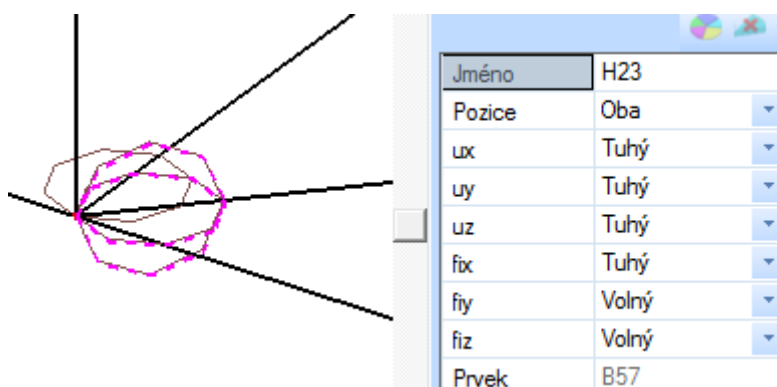 Jméno H23
Pozice Oba
ux Tuhý
uy Tuhý
uz Tuhý
fix Tuhý
fiy Volný
fiz Volný
Prvek B57